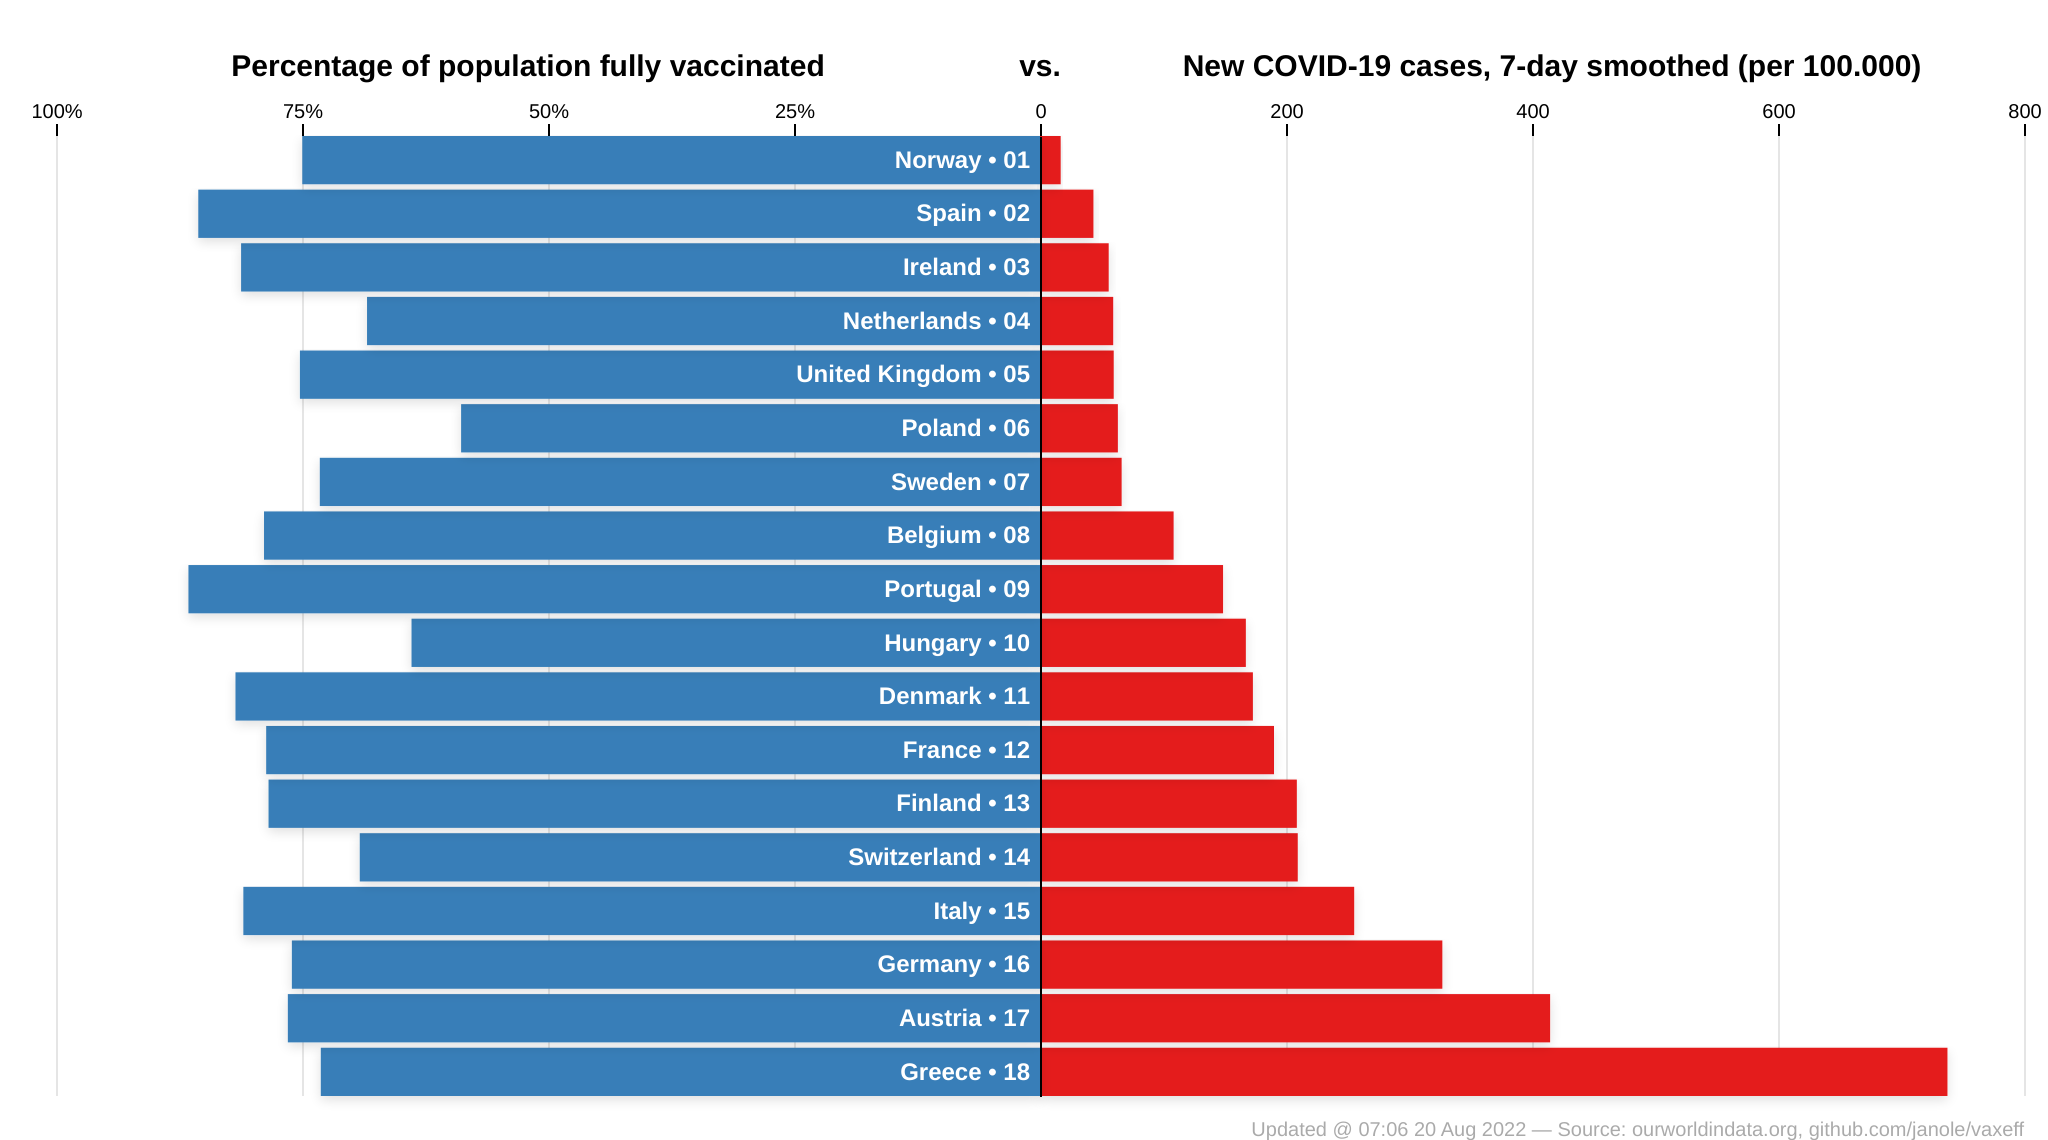 Percentage of population fully vaccinated vs. New COVID-19 cases, 7-day smoothed (per 100.000)
100% 75% 50% 25% 0 200 400 600 800
Norway • 01
Spain • 02
Ireland • 03
Netherlands • 04
United Kingdom • 05
Poland • 06
Sweden • 07
Belgium • 08
Portugal • 09
Hungary • 10
Denmark • 11
France • 12
Finland • 13
Switzerland • 14
Italy • 15
Germany • 16
Austria • 17
Greece • 18
Updated @ 07:06 20 Aug 2022 — Source: ourworldindata.org, github.com/janole/vaxeff